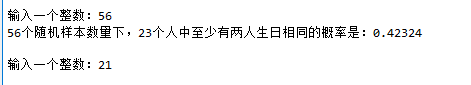 输入一个整数：56
56个随机样本数量下，23个人中至少有两人生日相同的概率是：0.42324
输入一个整数：21